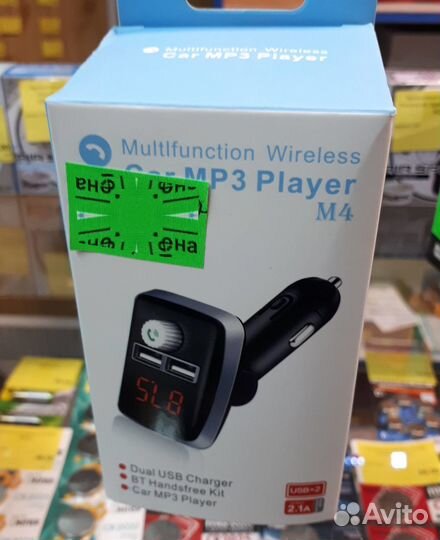 Multifunction Wireless
Car MP3 Player
MultIfunction Wireless
Car MP3 Player
M4
Dual USB Charger
BT Handsfree Kit
Car MP3 Player
USB×2
2.1A
Avito